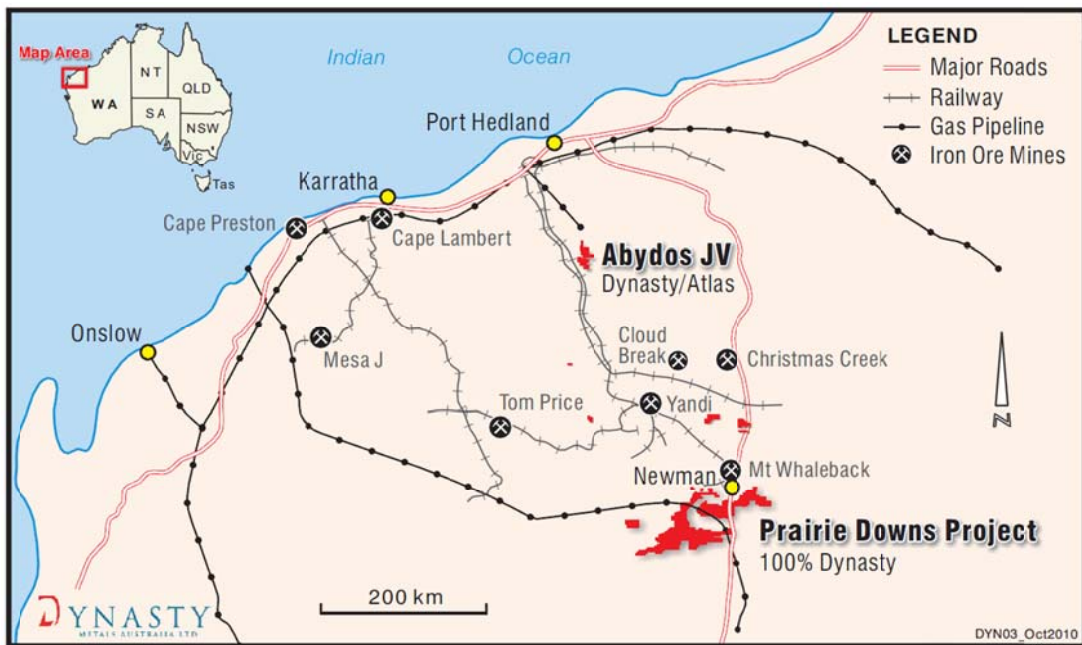 Map Area
NT
QLD
WA
SA
NSW
Vic
Tas
Indian Ocean
LEGEND
Major Roads
Railway
Gas Pipeline
Iron Ore Mines
Port Hedland
Karratha
Cape Preston
Cape Lambert
Abydos JV
Dynasty/Atlas
Onslow
Mesa J
Cloud
Break
Christmas Creek
Tom Price
Yandi
N
Newman
Mt Whaleback
Prairie Downs Project
100% Dynasty
200 km
DYNASTY
METALS AUSTRALIA LTD
DYN03_Oct2010